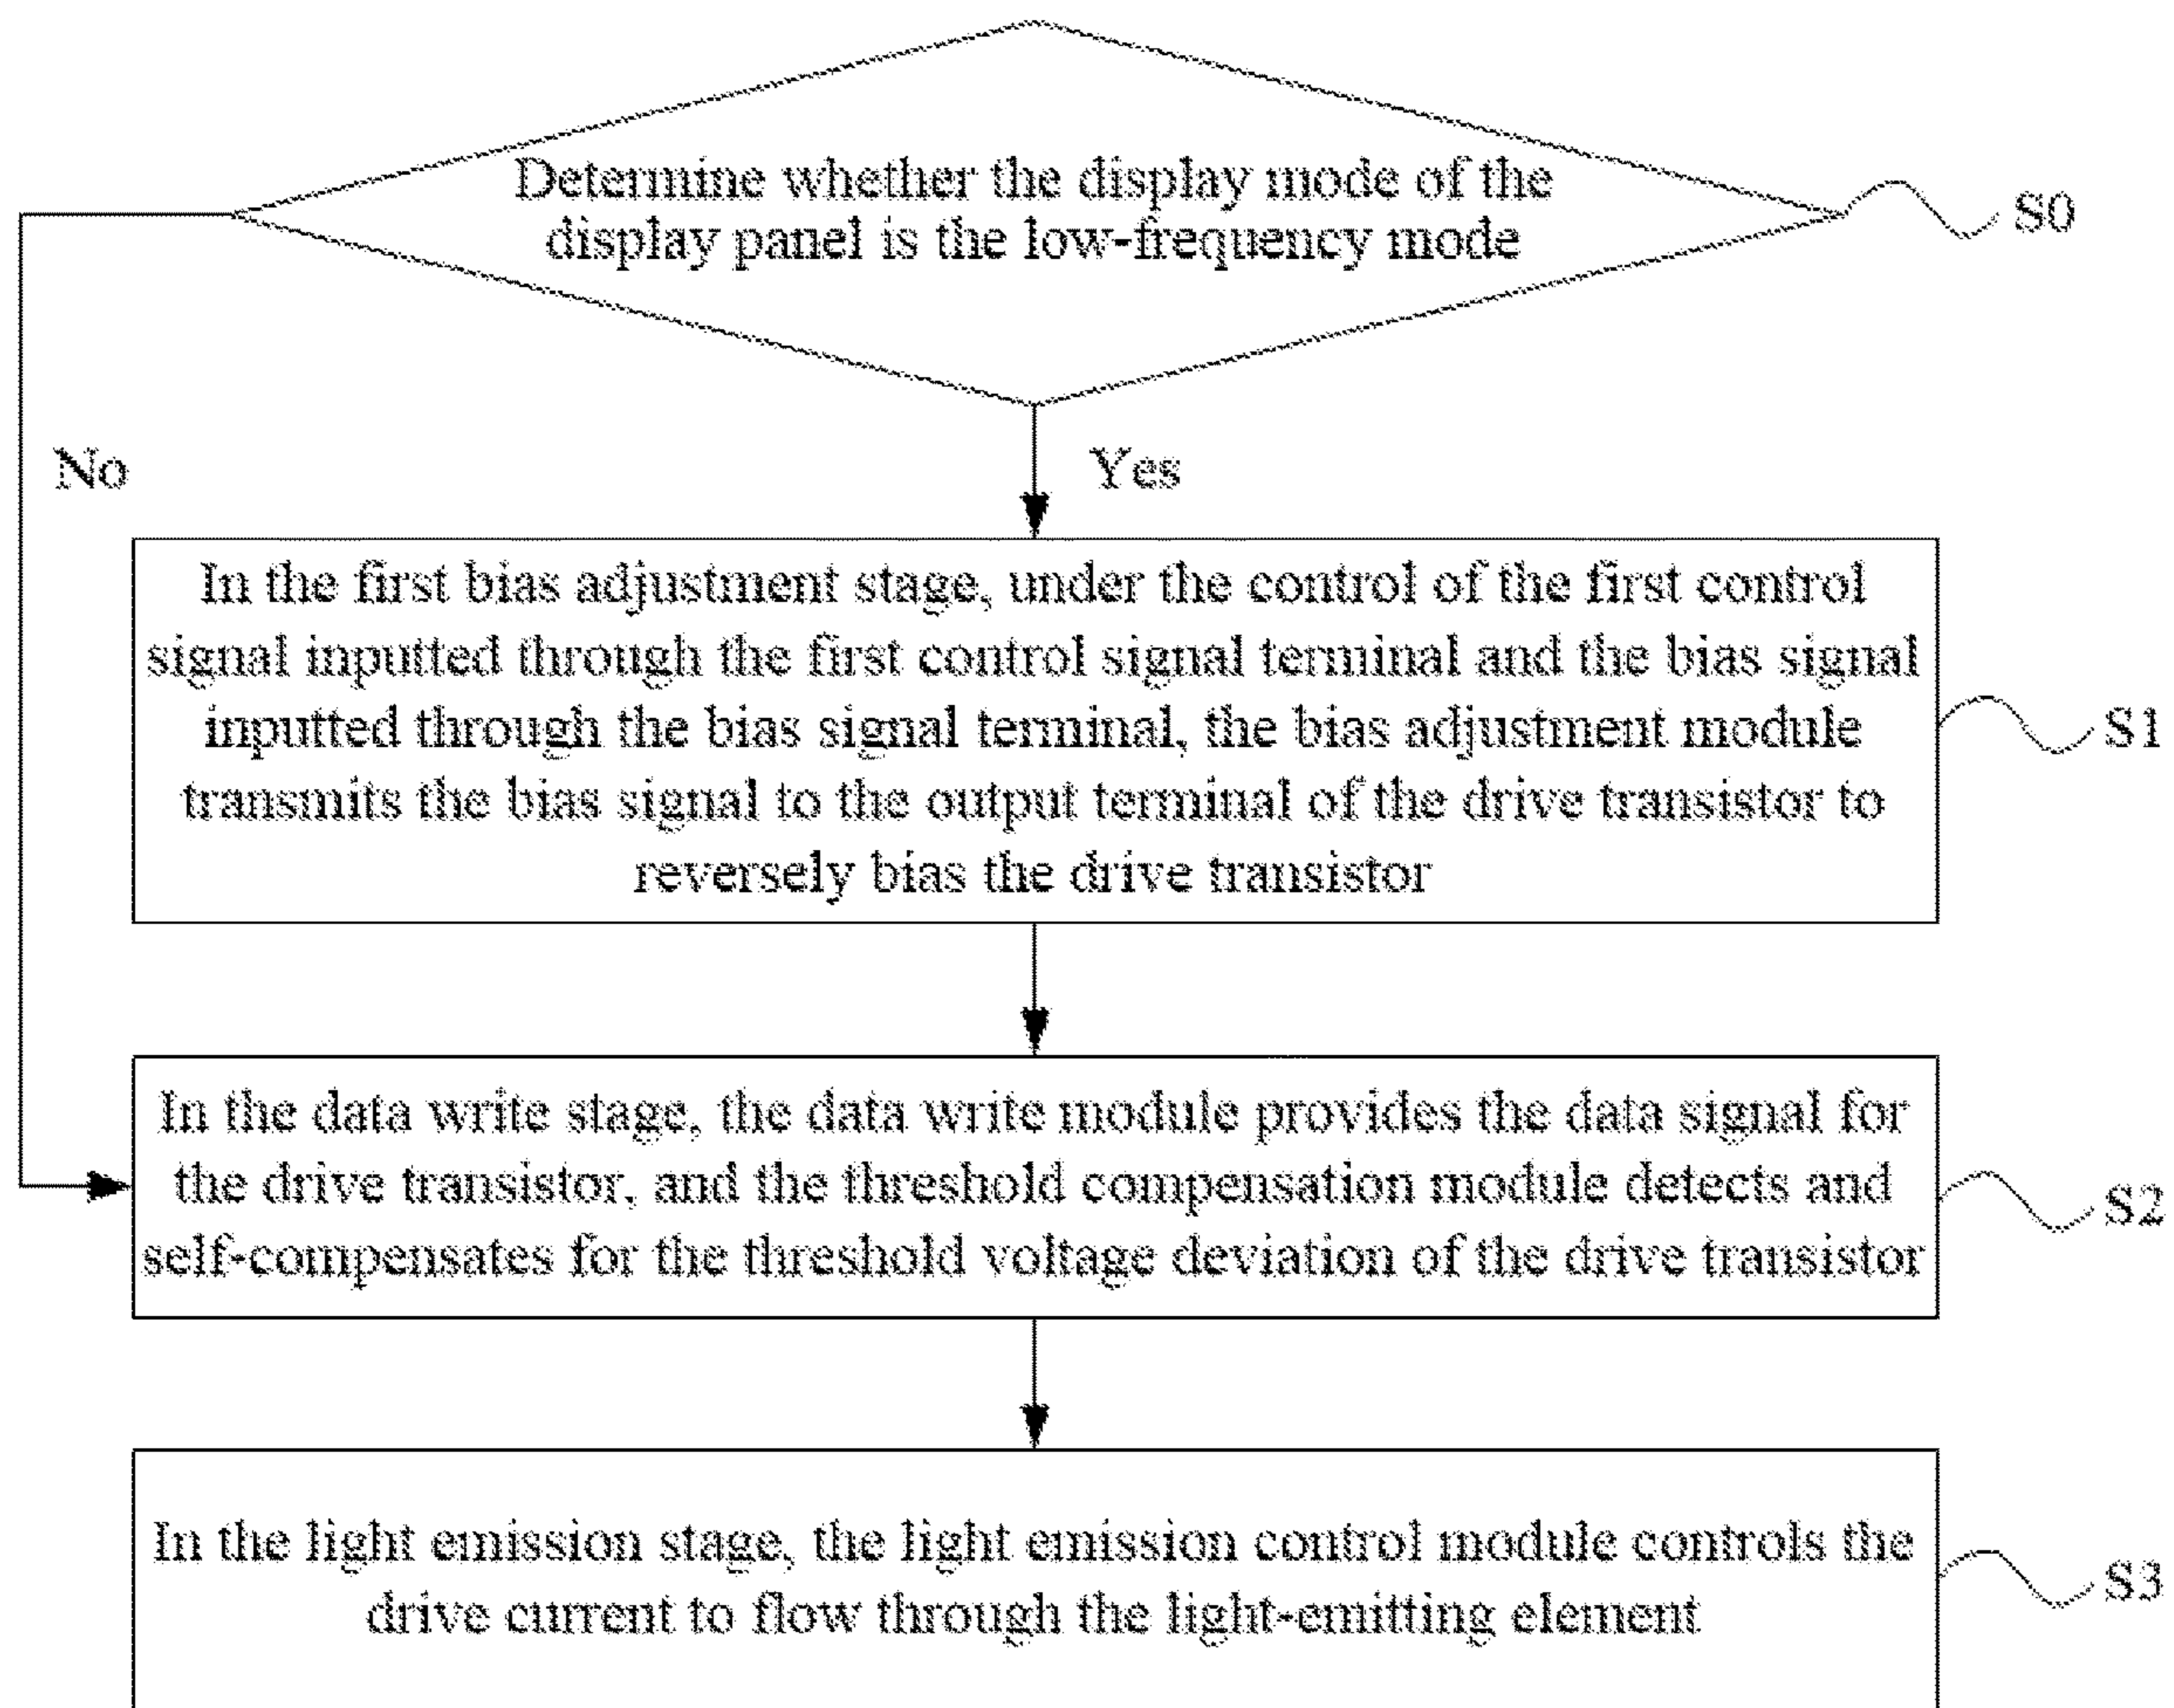 Determine whether the display mode of the
display panel is the low-frequency mode
S0
No
Yes
In the first bias adjustment stage, under the control of the first control
signal inputted through the first control signal terminal and the bias signal
inputted through the bias signal terminal, the bias adjustment module
transmits the bias signal to the output terminal of the drive transistor to
reversely bias the drive transistor
S1
In the data write stage, the data write module provides the data signal for
the drive transistor, and the threshold compensation module detects and
self-compensates for the threshold voltage deviation of the drive transistor
S2
In the light emission stage, the light emission control module controls the
drive current to flow through the light-emitting element
S3